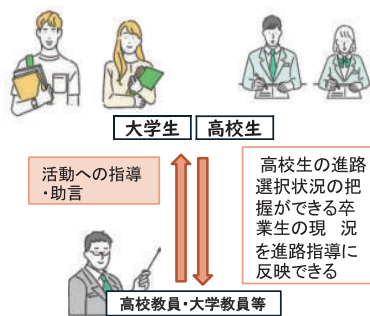 大学生
高校生
活動への指導
・助言
高校生の進路
選択状況の把
握ができる卒
業生の現 況
を進路指導に
反映できる
高校教員・大学教員等